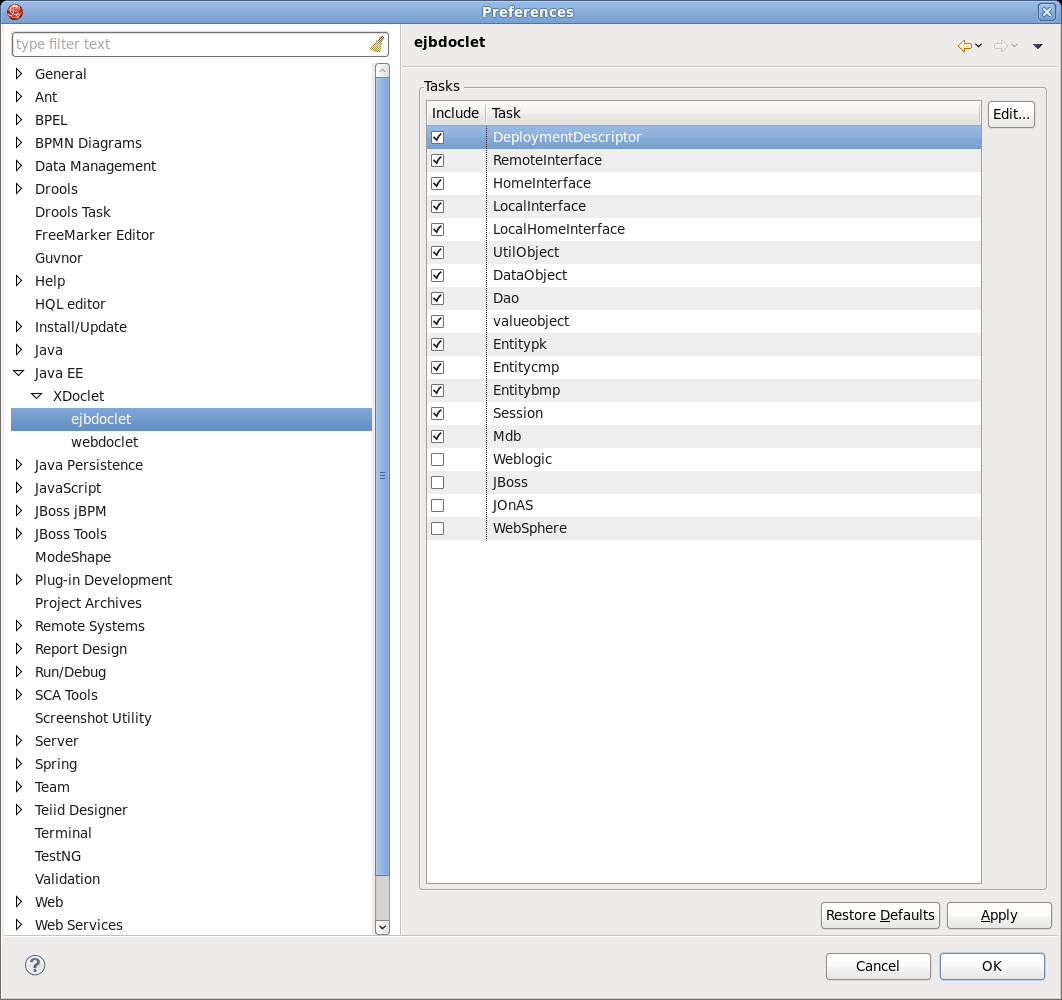 Preferences
type filter text
General
Ant
BPEL
BPMN Diagrams
Data Management
Drools
Drools Task
FreeMarker Editor
Guvnor
Help
HQL editor
Install/Update
Java
Java EE
XDoclet
ejbdoclet
webdoclet
Java Persistence
JavaScript
JBoss jBPM
JBoss Tools
ModeShape
Plug-in Development
Project Archives
Remote Systems
Report Design
Run/Debug
SCA Tools
Screenshot Utility
Server
Spring
Team
Teiid Designer
Terminal
TestNG
Validation
Web
Web Services
ejbdoclet
Tasks
Include Task
Edit...
DeploymentDescriptor
RemoteInterface
HomeInterface
LocalInterface
LocalHomeInterface
UtilObject
DataObject
Dao
valueobject
Entitypk
Entitycmp
Entitybmp
Session
Mdb
Weblogic
JBoss
JOnAS
WebSphere
Restore Defaults Apply
? Cancel OK